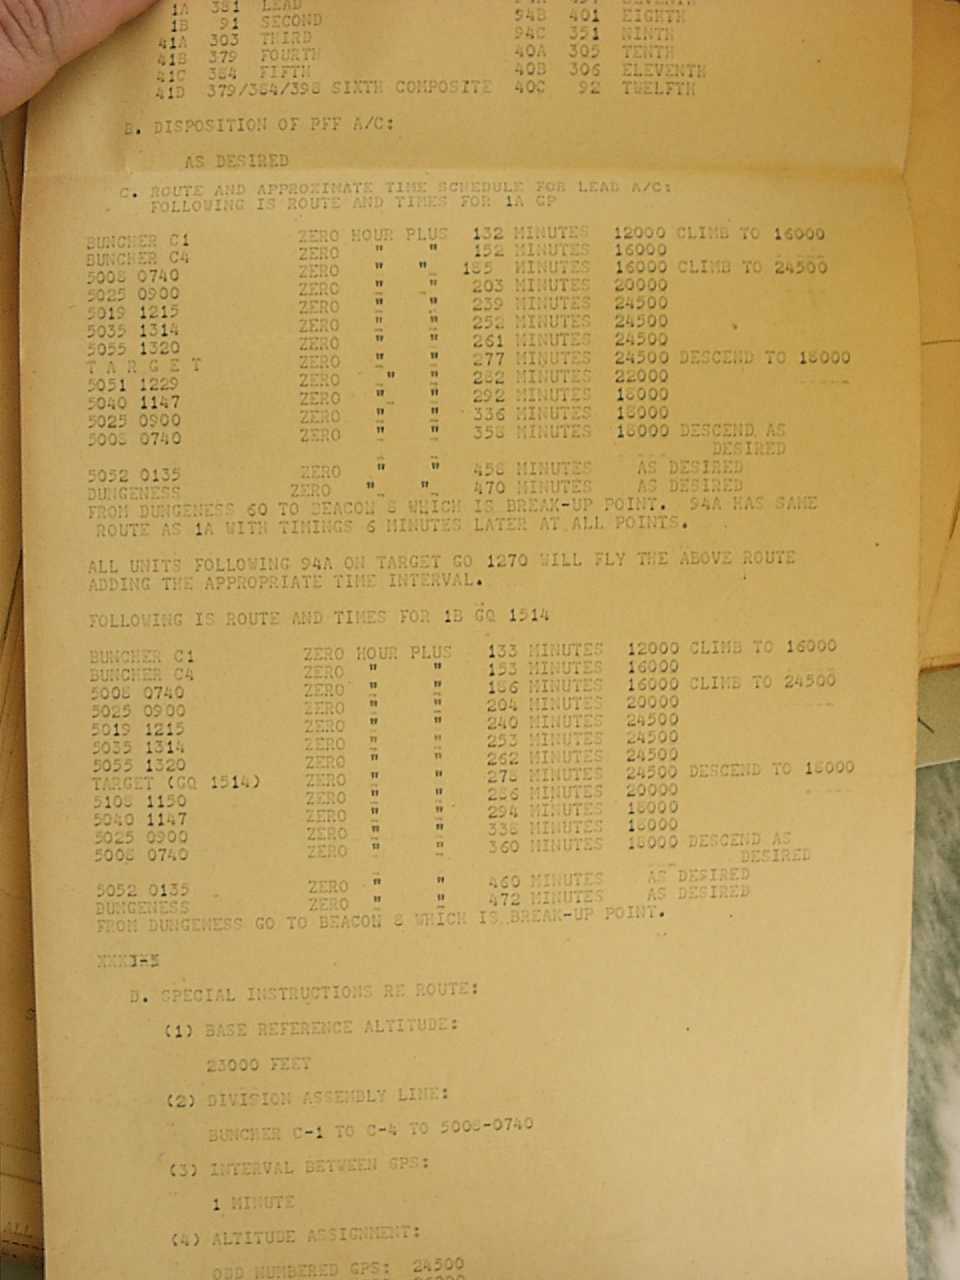 1A 381 LEAD
1B 91 SECOND 94B 401 EIGHTH
41A 303 THIRD 94C 351 NINTH
41B 379 FOURTH 40A 305 TENTH
41C 384 FIFTH 40B 306 ELEVENTH
41D 379/384/398 SIXTH COMPOSITE 40C 92 TWELFTH
B. DISPOSITION OF PFF A/C:
AS DESIRED
C. ROUTE AND APPROXIMATE TIME SCHEDULE FOR LEAD A/C:
FOLLOWING IS ROUTE AND TIMES FOR 1A GP
BUNCHER C1 ZERO HOUR PLUS 132 MINUTES 12000 CLIMB TO 16000
BUNCHER C4 ZERO " " 152 MINUTES 16000
5008 0740 ZERO " " 185 MINUTES 16000 CLIMB TO 24500
5025 0900 ZERO " " 203 MINUTES 20000
5019 1215 ZERO " " 239 MINUTES 24500
5035 1314 ZERO " " 252 MINUTES 24500
5055 1320 ZERO " " 261 MINUTES 24500
T A R G E T ZERO " " 277 MINUTES 24500 DESCEND TO 18000
5051 1229 ZERO " " 282 MINUTES 22000
5040 1147 ZERO " " 292 MINUTES 18000
5025 0900 ZERO " " 336 MINUTES 18000
5008 0740 ZERO " " 358 MINUTES 18000 DESCEND AS
DESIRED
5052 0135 ZERO " " 458 MINUTES AS DESIRED
DUNGENESS ZERO " " 470 MINUTES AS DESIRED
FROM DUNGENESS GO TO BEACON 8 WHICH IS BREAK-UP POINT. 94A HAS SAME
ROUTE AS 1A WITH TIMINGS 6 MINUTES LATER AT ALL POINTS.
ALL UNITS FOLLOWING 94A ON TARGET GO 1270 WILL FLY THE ABOVE ROUTE
ADDING THE APPROPRIATE TIME INTERVAL.
FOLLOWING IS ROUTE AND TIMES FOR 1B GQ 1514
BUNCHER C1 ZERO HOUR PLUS 133 MINUTES 12000 CLIMB TO 16000
BUNCHER C4 ZERO " " 153 MINUTES 16000
5008 0740 ZERO " " 186 MINUTES 16000 CLIMB TO 24500
5025 0900 ZERO " " 204 MINUTES 20000
5019 1215 ZERO " " 240 MINUTES 24500
5035 1314 ZERO " " 253 MINUTES 24500
5055 1320 ZERO " " 262 MINUTES 24500
TARGET (GQ 1514) ZERO " " 278 MINUTES 24500 DESCEND TO 18000
5108 1150 ZERO " " 286 MINUTES 20000
5040 1147 ZERO " " 294 MINUTES 18000
5025 0900 ZERO " " 338 MINUTES 18000
5008 0740 ZERO " " 360 MINUTES 18000 DESCEND AS
DESIRED
5052 0135 ZERO " " 460 MINUTES AS DESIRED
DUNGENESS ZERO " " 472 MINUTES AS DESIRED
FROM DUNGENESS GO TO BEACON 8 WHICH IS BREAK-UP POINT.
XXXI-5
D. SPECIAL INSTRUCTIONS RE ROUTE:
(1) BASE REFERENCE ALTITUDE:
23000 FEET
(2) DIVISION ASSEMBLY LINE:
BUNCHER C-1 TO C-4 TO 5008-0740
(3) INTERVAL BETWEEN GPS:
1 MINUTE
(4) ALTITUDE ASSIGNMENT:
ODD NUMBERED GPS: 24500